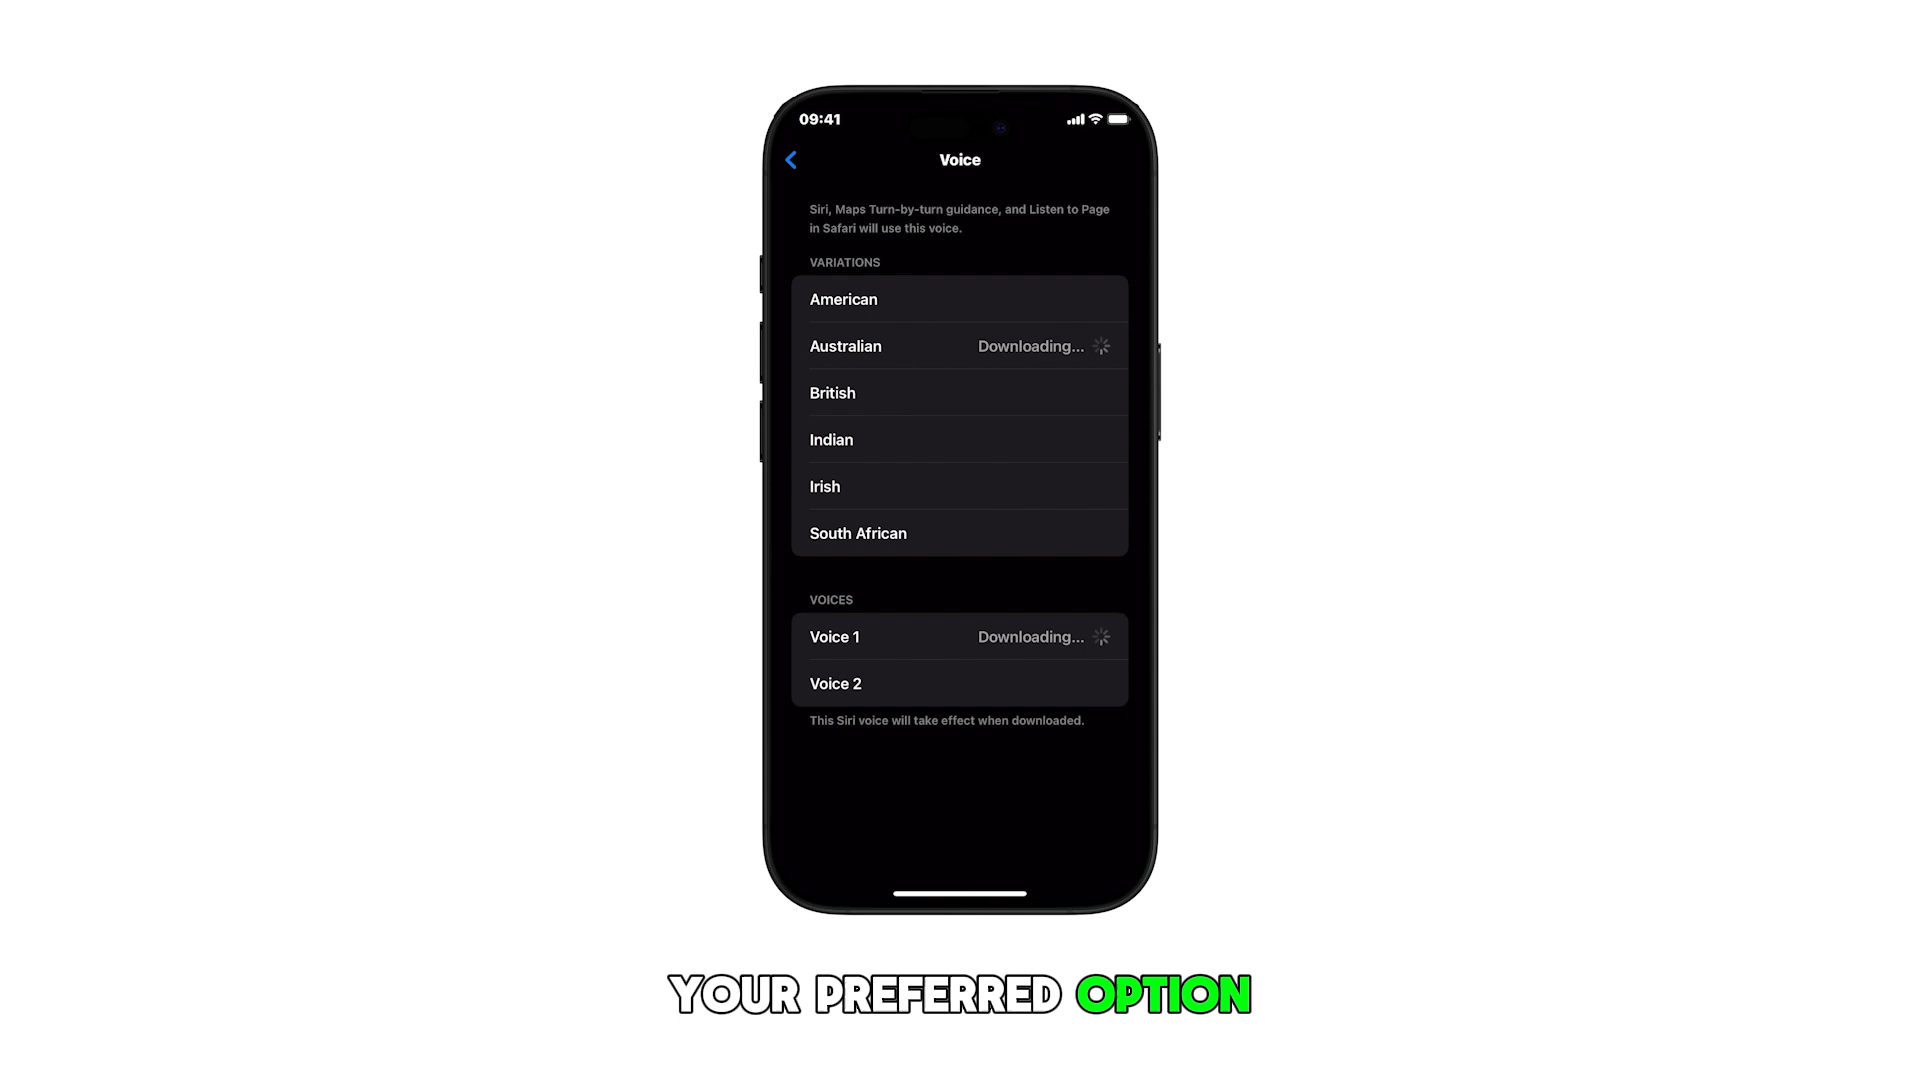 09:41
Voice
Siri, Maps Turn-by-turn guidance, and Listen to Page
in Safari will use this voice.
VARIATIONS
American
Australian Downloading...
British
Indian
Irish
South African
VOICES
Voice 1 Downloading...
Voice 2
This Siri voice will take effect when downloaded.
YOUR PREFERRED OPTION